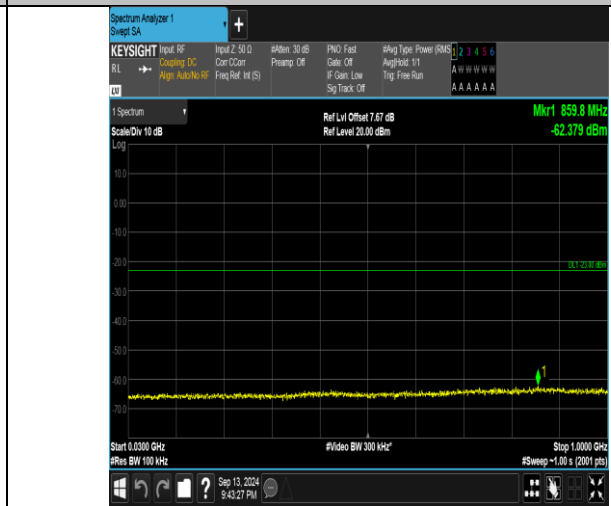 Spectrum Analyzer 1
Swept SA
+
KEYSIGHT
RL
LXI
Input: RF
Coupling: DC
Align: Auto/No RF
Input Z: 50 Ω
Corr CCorr
Freq Ref: Int (S)
#Atten: 30 dB
Preamp: Off
PNO: Fast
Gate: Off
IF Gain: Low
Sig Track: Off
#Avg Type: Power (RMS
Avg|Hold: 1/1
Trig: Free Run
1 2 3 4 5 6
A W W W W W
A A A A A A
1 Spectrum
Scale/Div 10 dB
Ref Lvl Offset 7.67 dB
Ref Level 20.00 dBm
Mkr1 859.8 MHz
-62.379 dBm
Log
10.0
0.00
-10.0
-20.0
DL1 -23.00 dBm
-30.0
-40.0
-50.0
-60.0
1
-70.0
Start 0.0300 GHz
#Res BW 100 kHz
#Video BW 300 kHz*
Stop 1.0000 GHz
#Sweep ~1.00 s (2001 pts)
?
Sep 13, 2024
9:43:27 PM